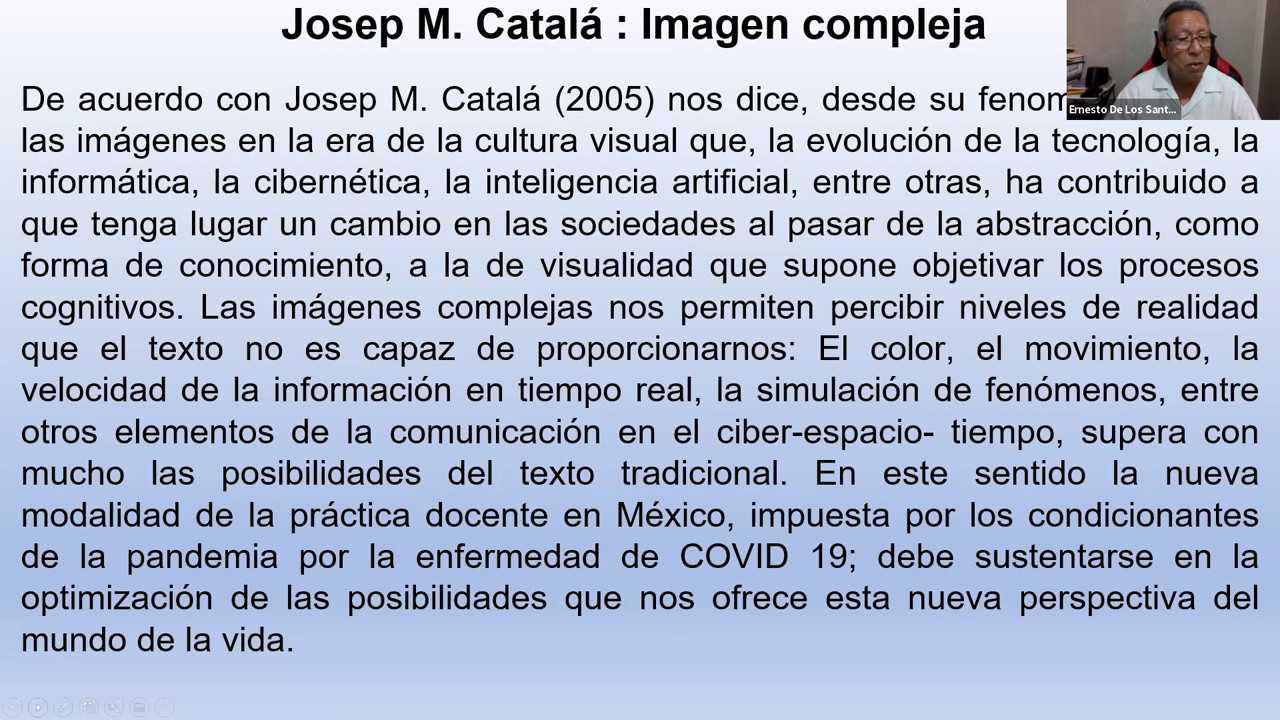 Josep M. Catalá : Imagen compleja
De acuerdo con Josep M. Catalá (2005) nos dice, desde su
las imágenes en la era de la cultura visual que, la evolución de la tecnología, la
informática, la cibernética, la inteligencia artificial, entre otras, ha contribuido a
que tenga lugar un cambio en las sociedades al pasar de la abstracción, como
forma de conocimiento, a la de visualidad que supone objetivar los procesos
cognitivos. Las imágenes complejas nos permiten percibir niveles de realidad
que el texto no es capaz de proporcionarnos: El color, el movimiento, la
velocidad de la información en tiempo real, la simulación de fenómenos, entre
otros elementos de la comunicación en el ciber-espacio- tiempo, supera con
mucho las posibilidades del texto tradicional. En este sentido la nueva
modalidad de la práctica docente en México, impuesta por los condicionantes
de la pandemia por la enfermedad de COVID 19; debe sustentarse en la
optimización de las posibilidades que nos ofrece esta nueva perspectiva del
mundo de la vida.
Ernesto De Los Sant...